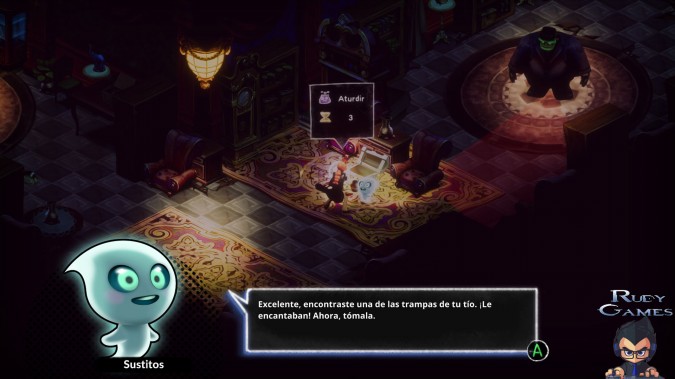 Aturdir
3
Excelente, encontraste una de las trampas de tu tío. ¡Le
encantaban! Ahora, tómala.
A
Sustitos
RUDY
GAMES